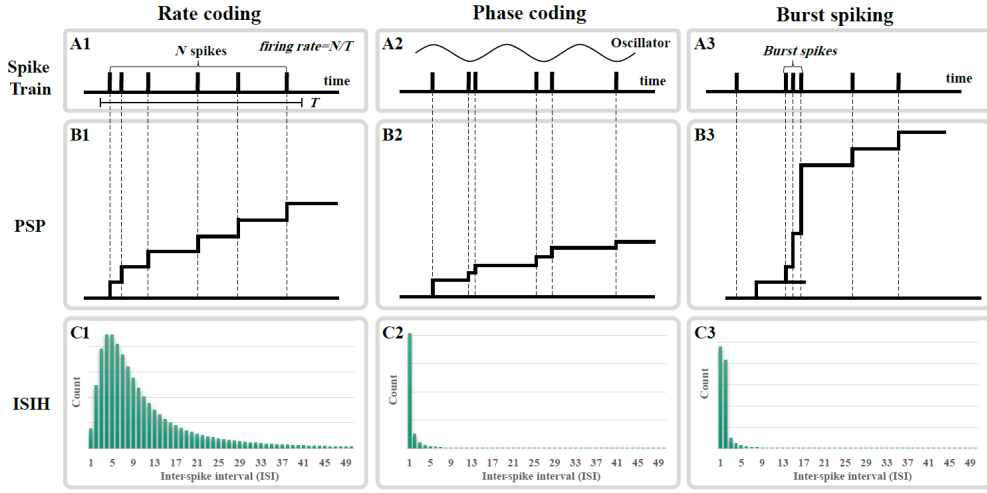 Rate coding
Phase coding
Burst spiking
Spike Train
A1
N spikes
firing rate=N/T
time
T
A2
Oscillator
time
A3
Burst spikes
time
PSP
B1
B2
B3
ISIH
C1
Count
1 5 9 13 17 21 25 29 33 37 41 45 49
Inter-spike interval (ISI)
C2
Count
1 5 9 13 17 21 25 29 33 37 41 45 49
Inter-spike interval (ISI)
C3
Count
1 5 9 13 17 21 25 29 33 37 41 45 49
Inter-spike interval (ISI)